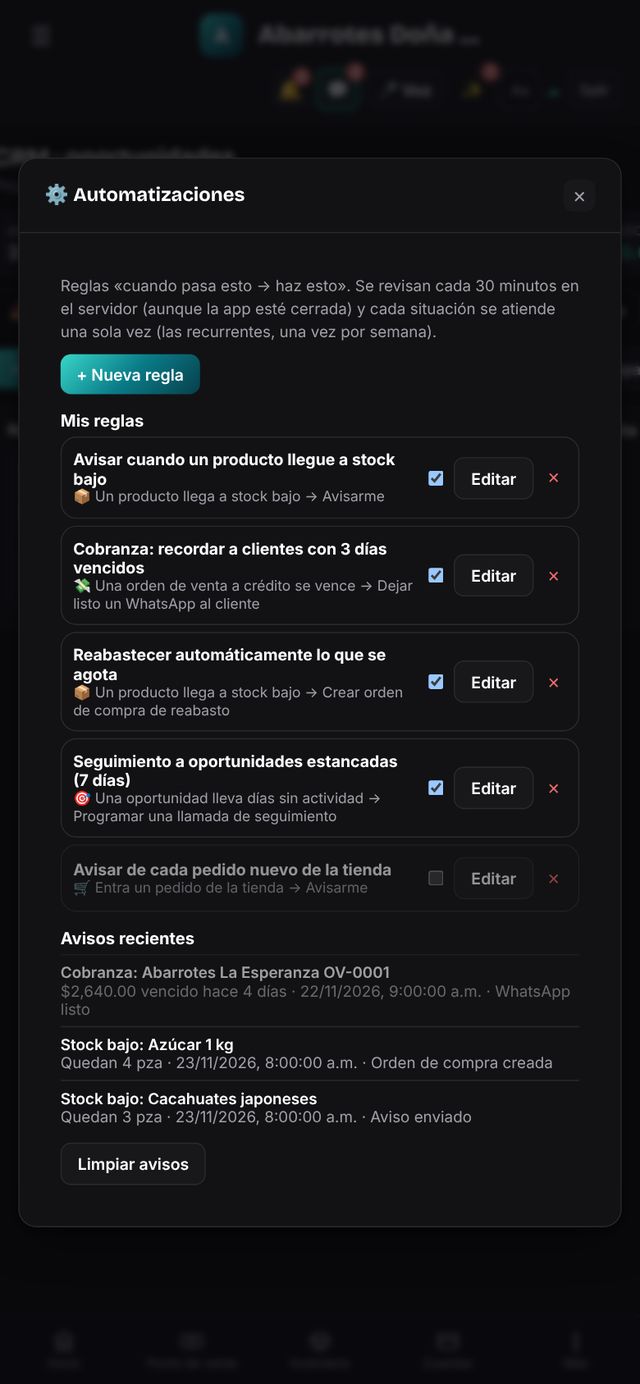 Abarrotes Doña ...
⚙️ Automatizaciones
×
Reglas «cuando pasa esto → haz esto». Se revisan cada 30 minutos en
el servidor (aunque la app esté cerrada) y cada situación se atiende
una sola vez (las recurrentes, una vez por semana).
+ Nueva regla
Mis reglas
Avisar cuando un producto llegue a stock
bajo
📦 Un producto llega a stock bajo → Avisarme
Editar ×
Cobranza: recordar a clientes con 3 días
vencidos
💸 Una orden de venta a crédito se vence → Dejar
listo un WhatsApp al cliente
Editar ×
Reabastecer automáticamente lo que se
agota
📦 Un producto llega a stock bajo → Crear orden
de compra de reabasto
Editar ×
Seguimiento a oportunidades estancadas
(7 días)
🎯 Una oportunidad lleva días sin actividad →
Programar una llamada de seguimiento
Editar ×
Avisar de cada pedido nuevo de la tienda
🛒 Entra un pedido de la tienda → Avisarme
Editar ×
Avisos recientes
Cobranza: Abarrotes La Esperanza OV-0001
$2,640.00 vencido hace 4 días · 22/11/2026, 9:00:00 a.m. · WhatsApp
listo
Stock bajo: Azúcar 1 kg
Quedan 4 pza · 23/11/2026, 8:00:00 a.m. · Orden de compra creada
Stock bajo: Cacahuates japoneses
Quedan 3 pza · 23/11/2026, 8:00:00 a.m. · Aviso enviado
Limpiar avisos